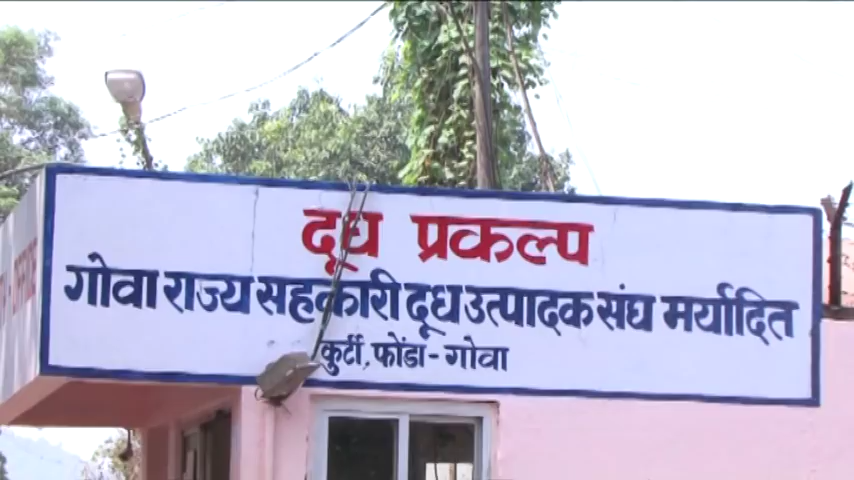 दूध प्रकल्प
गोवा राज्य सहकारी दूध उत्पादक संघ मर्यादित
कुर्टी, फोंडा - गोवा